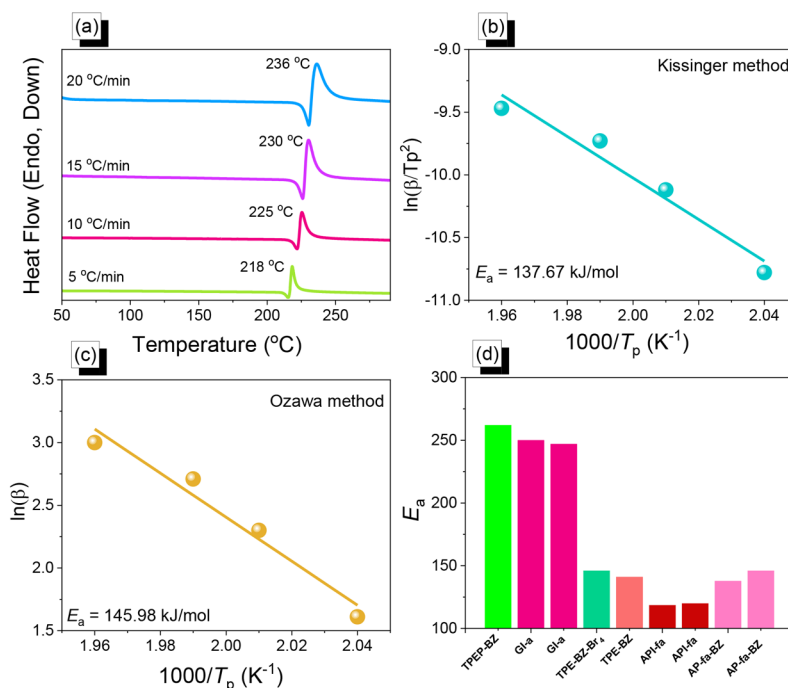 (a)
Heat Flow (Endo, Down)
20 °C/min
236 °C
15 °C/min
230 °C
10 °C/min
225 °C
5 °C/min
218 °C
50 100 150 200 250
Temperature (°C)
(b)
Kissinger method
ln(β/Tp²)
-9.0
-9.5
-10.0
-10.5
-11.0
Eₐ = 137.67 kJ/mol
1.96 1.98 2.00 2.02 2.04
1000/Tₚ (K⁻¹)
(c)
Ozawa method
ln(β)
3.5
3.0
2.5
2.0
1.5
Eₐ = 145.98 kJ/mol
1.96 1.98 2.00 2.02 2.04
1000/Tₚ (K⁻¹)
(d)
Eₐ
300
250
200
150
100
50
TPEP-BZ
GI-a
GI-a
TPE-BZ-Br₄
TPE-BZ
API-fa
API-fa
AP-fa-BZ
AP-fa-BZ